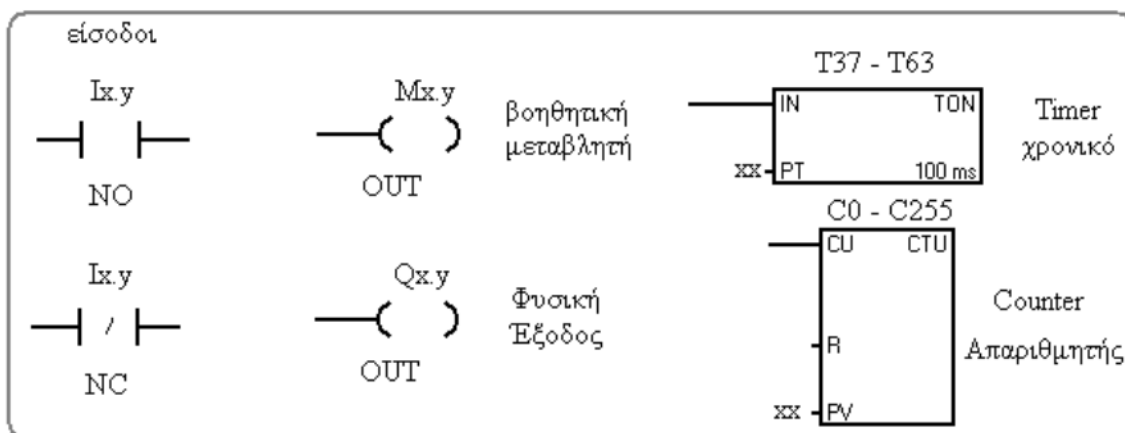 είσοδοι
Ix.y
NO
Ix.y
/
NC
Mx.y
OUT
βοηθητική
μεταβλητή
Qx.y
OUT
Φυσική
Έξοδος
T37 - T63
IN TON
xx PT 100 ms
Timer
χρονικό
C0 - C255
CU CTU
R
xx PV
Counter
Απαριθμητής